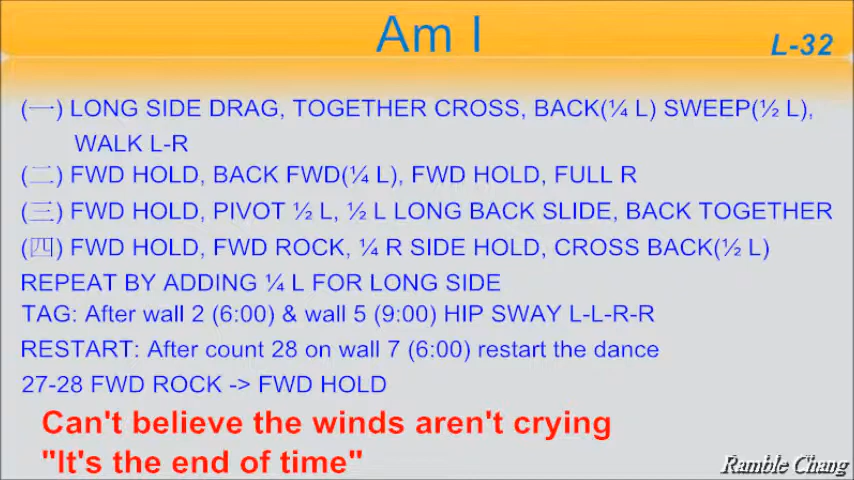 Am I
L-32
(一) LONG SIDE DRAG, TOGETHER CROSS, BACK(¼ L) SWEEP(½ L),
WALK L-R
(二) FWD HOLD, BACK FWD(¼ L), FWD HOLD, FULL R
(三) FWD HOLD, PIVOT ½ L, ½ L LONG BACK SLIDE, BACK TOGETHER
(四) FWD HOLD, FWD ROCK, ¼ R SIDE HOLD, CROSS BACK(½ L)
REPEAT BY ADDING ¼ L FOR LONG SIDE
TAG: After wall 2 (6:00) & wall 5 (9:00) HIP SWAY L-L-R-R
RESTART: After count 28 on wall 7 (6:00) restart the dance
27-28 FWD ROCK -> FWD HOLD
Can't believe the winds aren't crying
"It's the end of time"
Ramble Chang